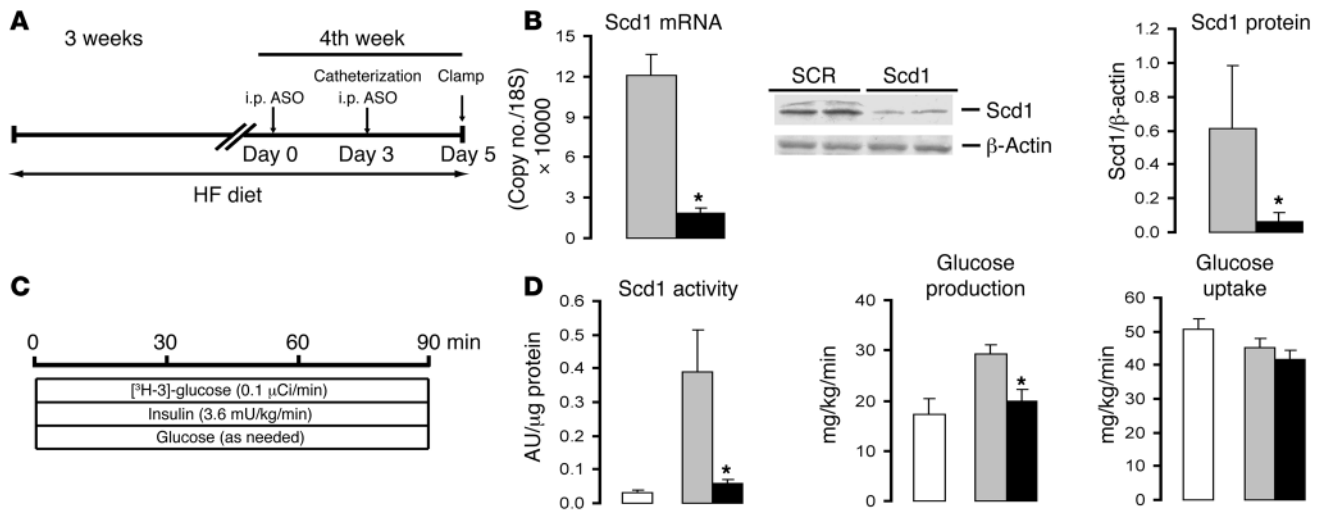 A
3 weeks
4th week
Catheterization
Clamp
i.p. ASO
i.p. ASO
Day 0
Day 3
Day 5
HF diet
B
Scd1 mRNA
(Copy no./18S)
× 10000
15
12
9
6
3
0
*
SCR
Scd1
Scd1
β-Actin
Scd1 protein
Scd1/β-actin
1.2
1.0
0.8
0.6
0.4
0.2
0.0
*
C
0
30
60
90 min
[³H-3]-glucose (0.1 μCi/min)
Insulin (3.6 mU/kg/min)
Glucose (as needed)
D
Scd1 activity
AU/μg protein
0.6
0.5
0.4
0.3
0.2
0.1
0.0
*
Glucose
production
mg/kg/min
40
30
20
10
0
*
Glucose
uptake
mg/kg/min
60
50
40
30
20
10
0